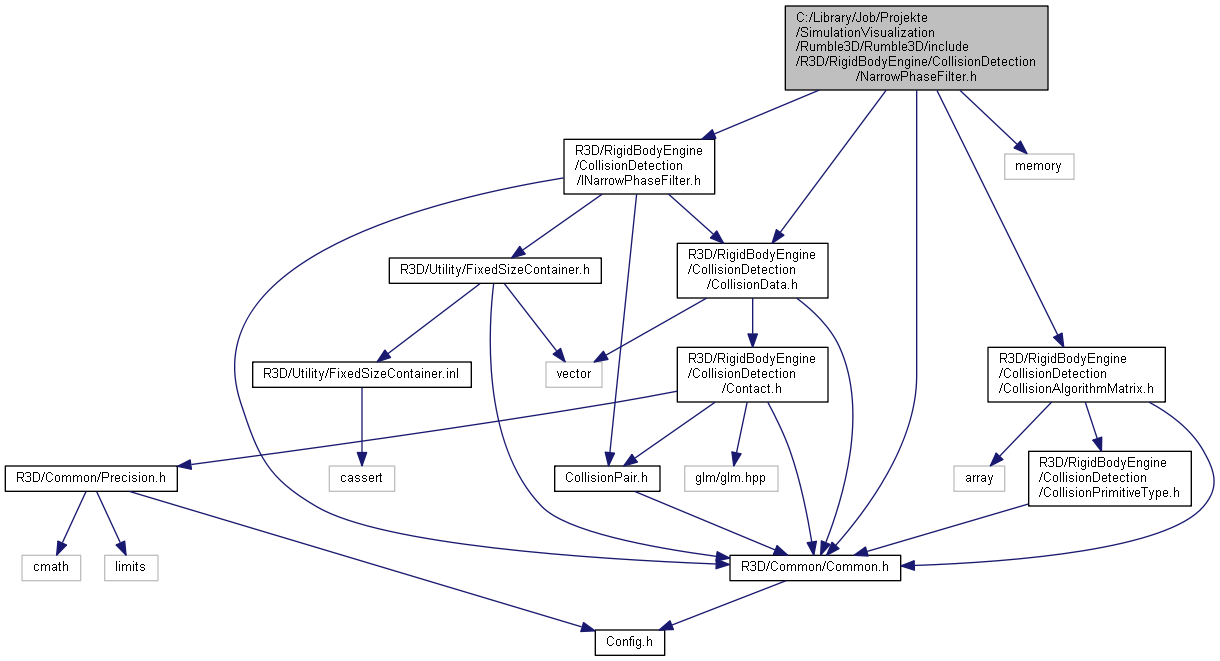 C:/Library/Job/Projekte
/SimulationVisualization
/Rumble3D/Rumble3D/include
/R3D/RigidBodyEngine/CollisionDetection
/NarrowPhaseFilter.h
R3D/RigidBodyEngine
/CollisionDetection
/INarrowPhaseFilter.h
memory
R3D/Utility/FixedSizeContainer.h
R3D/RigidBodyEngine
/CollisionDetection
/CollisionData.h
R3D/Utility/FixedSizeContainer.inl
vector
R3D/RigidBodyEngine
/CollisionDetection
/Contact.h
R3D/RigidBodyEngine
/CollisionDetection
/CollisionAlgorithmMatrix.h
R3D/Common/Precision.h
cassert
CollisionPair.h
glm/glm.hpp
array
R3D/RigidBodyEngine
/CollisionDetection
/CollisionPrimitiveType.h
cmath
limits
R3D/Common/Common.h
Config.h